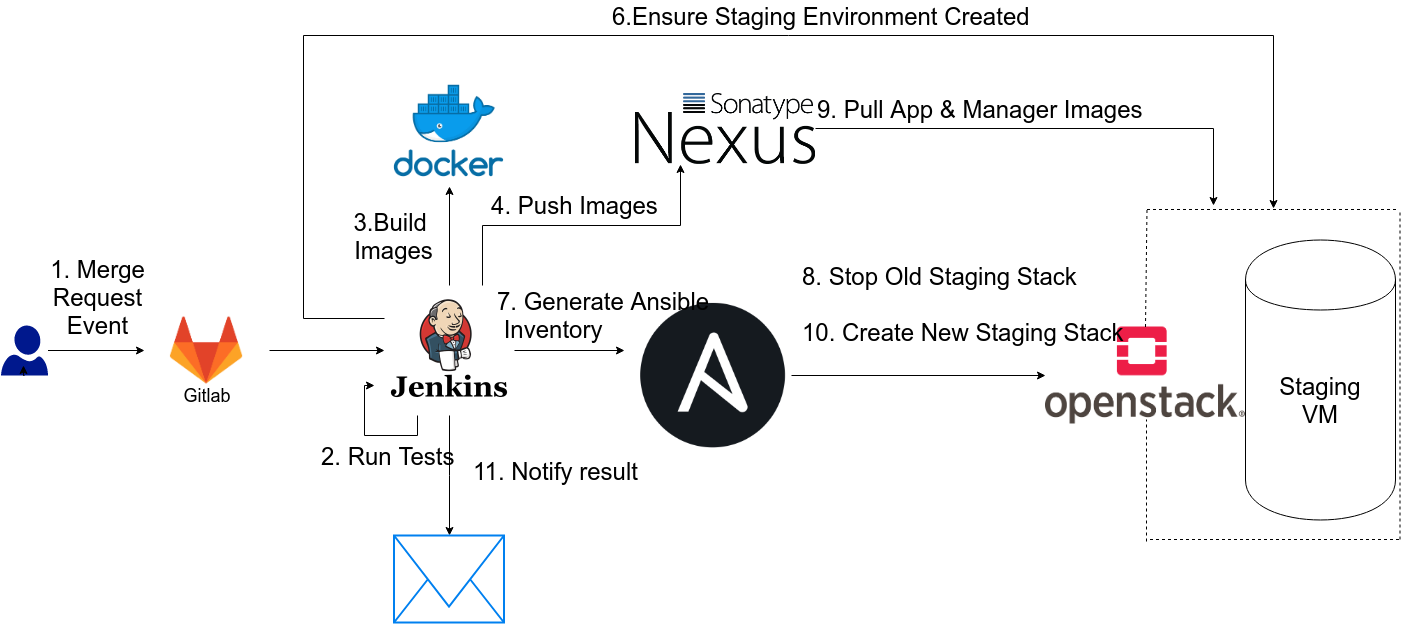 6.Ensure Staging Environment Created
docker
Sonatype
Nexus
9. Pull App & Manager Images
3.Build
Images
4. Push Images
1. Merge
Request
Event
Gitlab
Jenkins
7. Generate Ansible
Inventory
8. Stop Old Staging Stack
10. Create New Staging Stack
openstack.
Staging
VM
2. Run Tests
11. Notify result